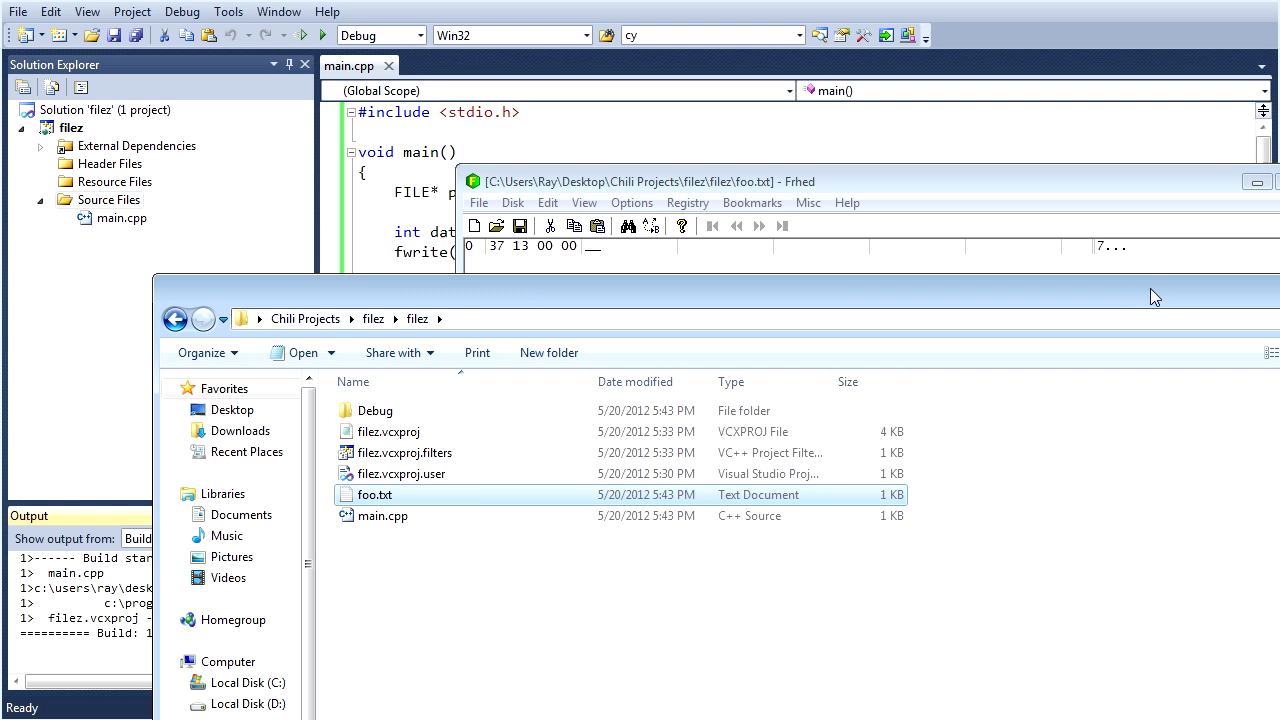 File Edit View Project Debug Tools Window Help
Debug Win32 cy
Solution Explorer
main.cpp
(Global Scope) main()
Solution 'filez' (1 project)
filez
External Dependencies
Header Files
Resource Files
Source Files
main.cpp
#include <stdio.h>
void main()
{
FILE* p
int dat
fwrite(
[C:\Users\Ray\Desktop\Chili Projects\filez\filez\foo.txt] - Frhed
File Disk Edit View Options Registry Bookmarks Misc Help
0 37 13 00 00 __ 7...
Chili Projects filez filez
Organize Open Share with Print New folder
Name Date modified Type Size
Debug 5/20/2012 5:43 PM File folder
filez.vcxproj 5/20/2012 5:33 PM VCXPROJ File 4 KB
filez.vcxproj.filters 5/20/2012 5:33 PM VC++ Project Filte... 1 KB
filez.vcxproj.user 5/20/2012 5:30 PM Visual Studio Proj... 1 KB
foo.txt 5/20/2012 5:43 PM Text Document 1 KB
main.cpp 5/20/2012 5:43 PM C++ Source 1 KB
Favorites
Desktop
Downloads
Recent Places
Libraries
Documents
Music
Pictures
Videos
Homegroup
Computer
Local Disk (C:)
Local Disk (D:)
Output
Show output from: Build
1>------ Build star
1> main.cpp
1>c:\users\ray\desk
1> c:\prog
1> filez.vcxproj -
========== Build: 1
Ready